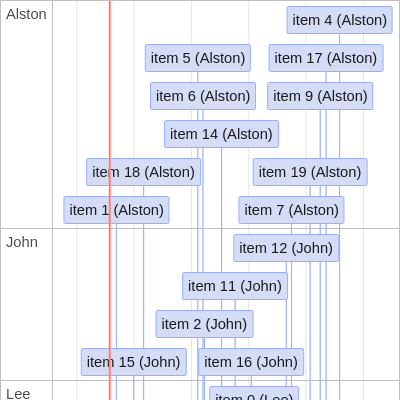 Alston
item 4 (Alston)
item 5 (Alston)
item 17 (Alston)
item 6 (Alston)
item 9 (Alston)
item 14 (Alston)
item 18 (Alston)
item 19 (Alston)
item 1 (Alston)
item 7 (Alston)
John
item 12 (John)
item 11 (John)
item 2 (John)
item 15 (John)
item 16 (John)
Lee
item 0 (Lee)